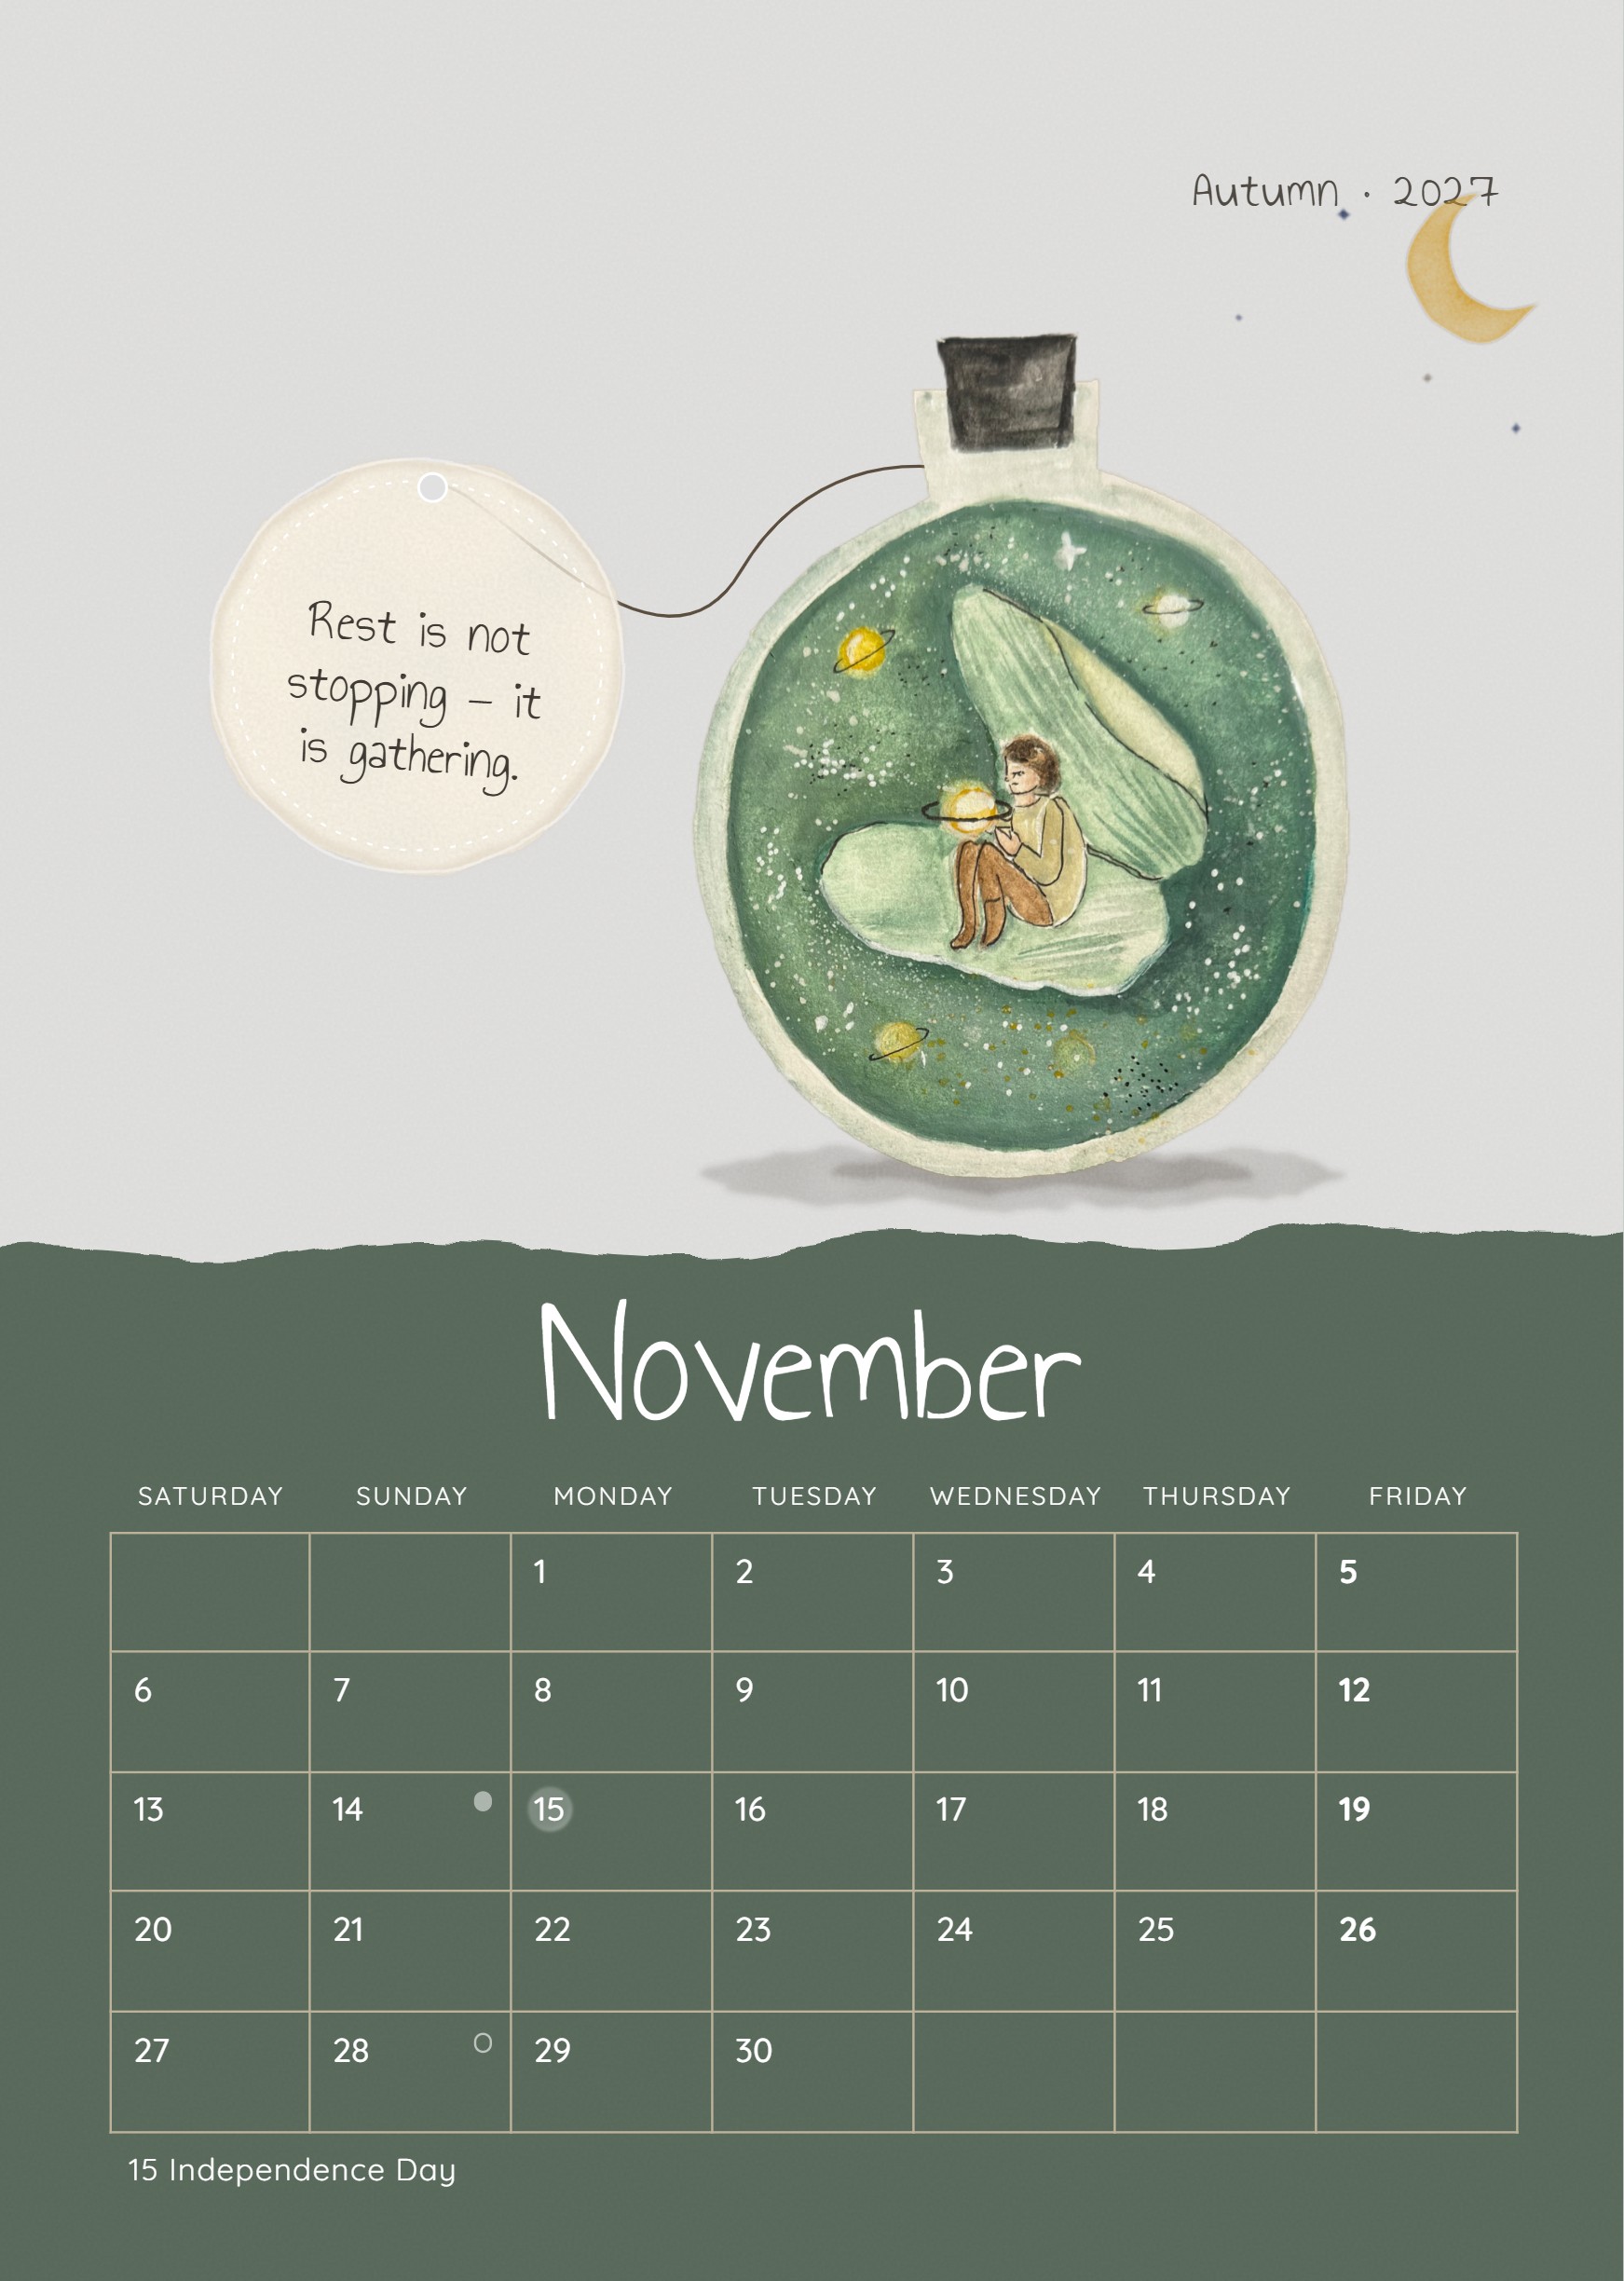 Autumn · 2027
Rest is not
stopping – it
is gathering.
November
SATURDAY SUNDAY MONDAY TUESDAY WEDNESDAY THURSDAY FRIDAY
1 2 3 4 5
6 7 8 9 10 11 12
13 14 15 16 17 18 19
20 21 22 23 24 25 26
27 28 29 30
15 Independence Day